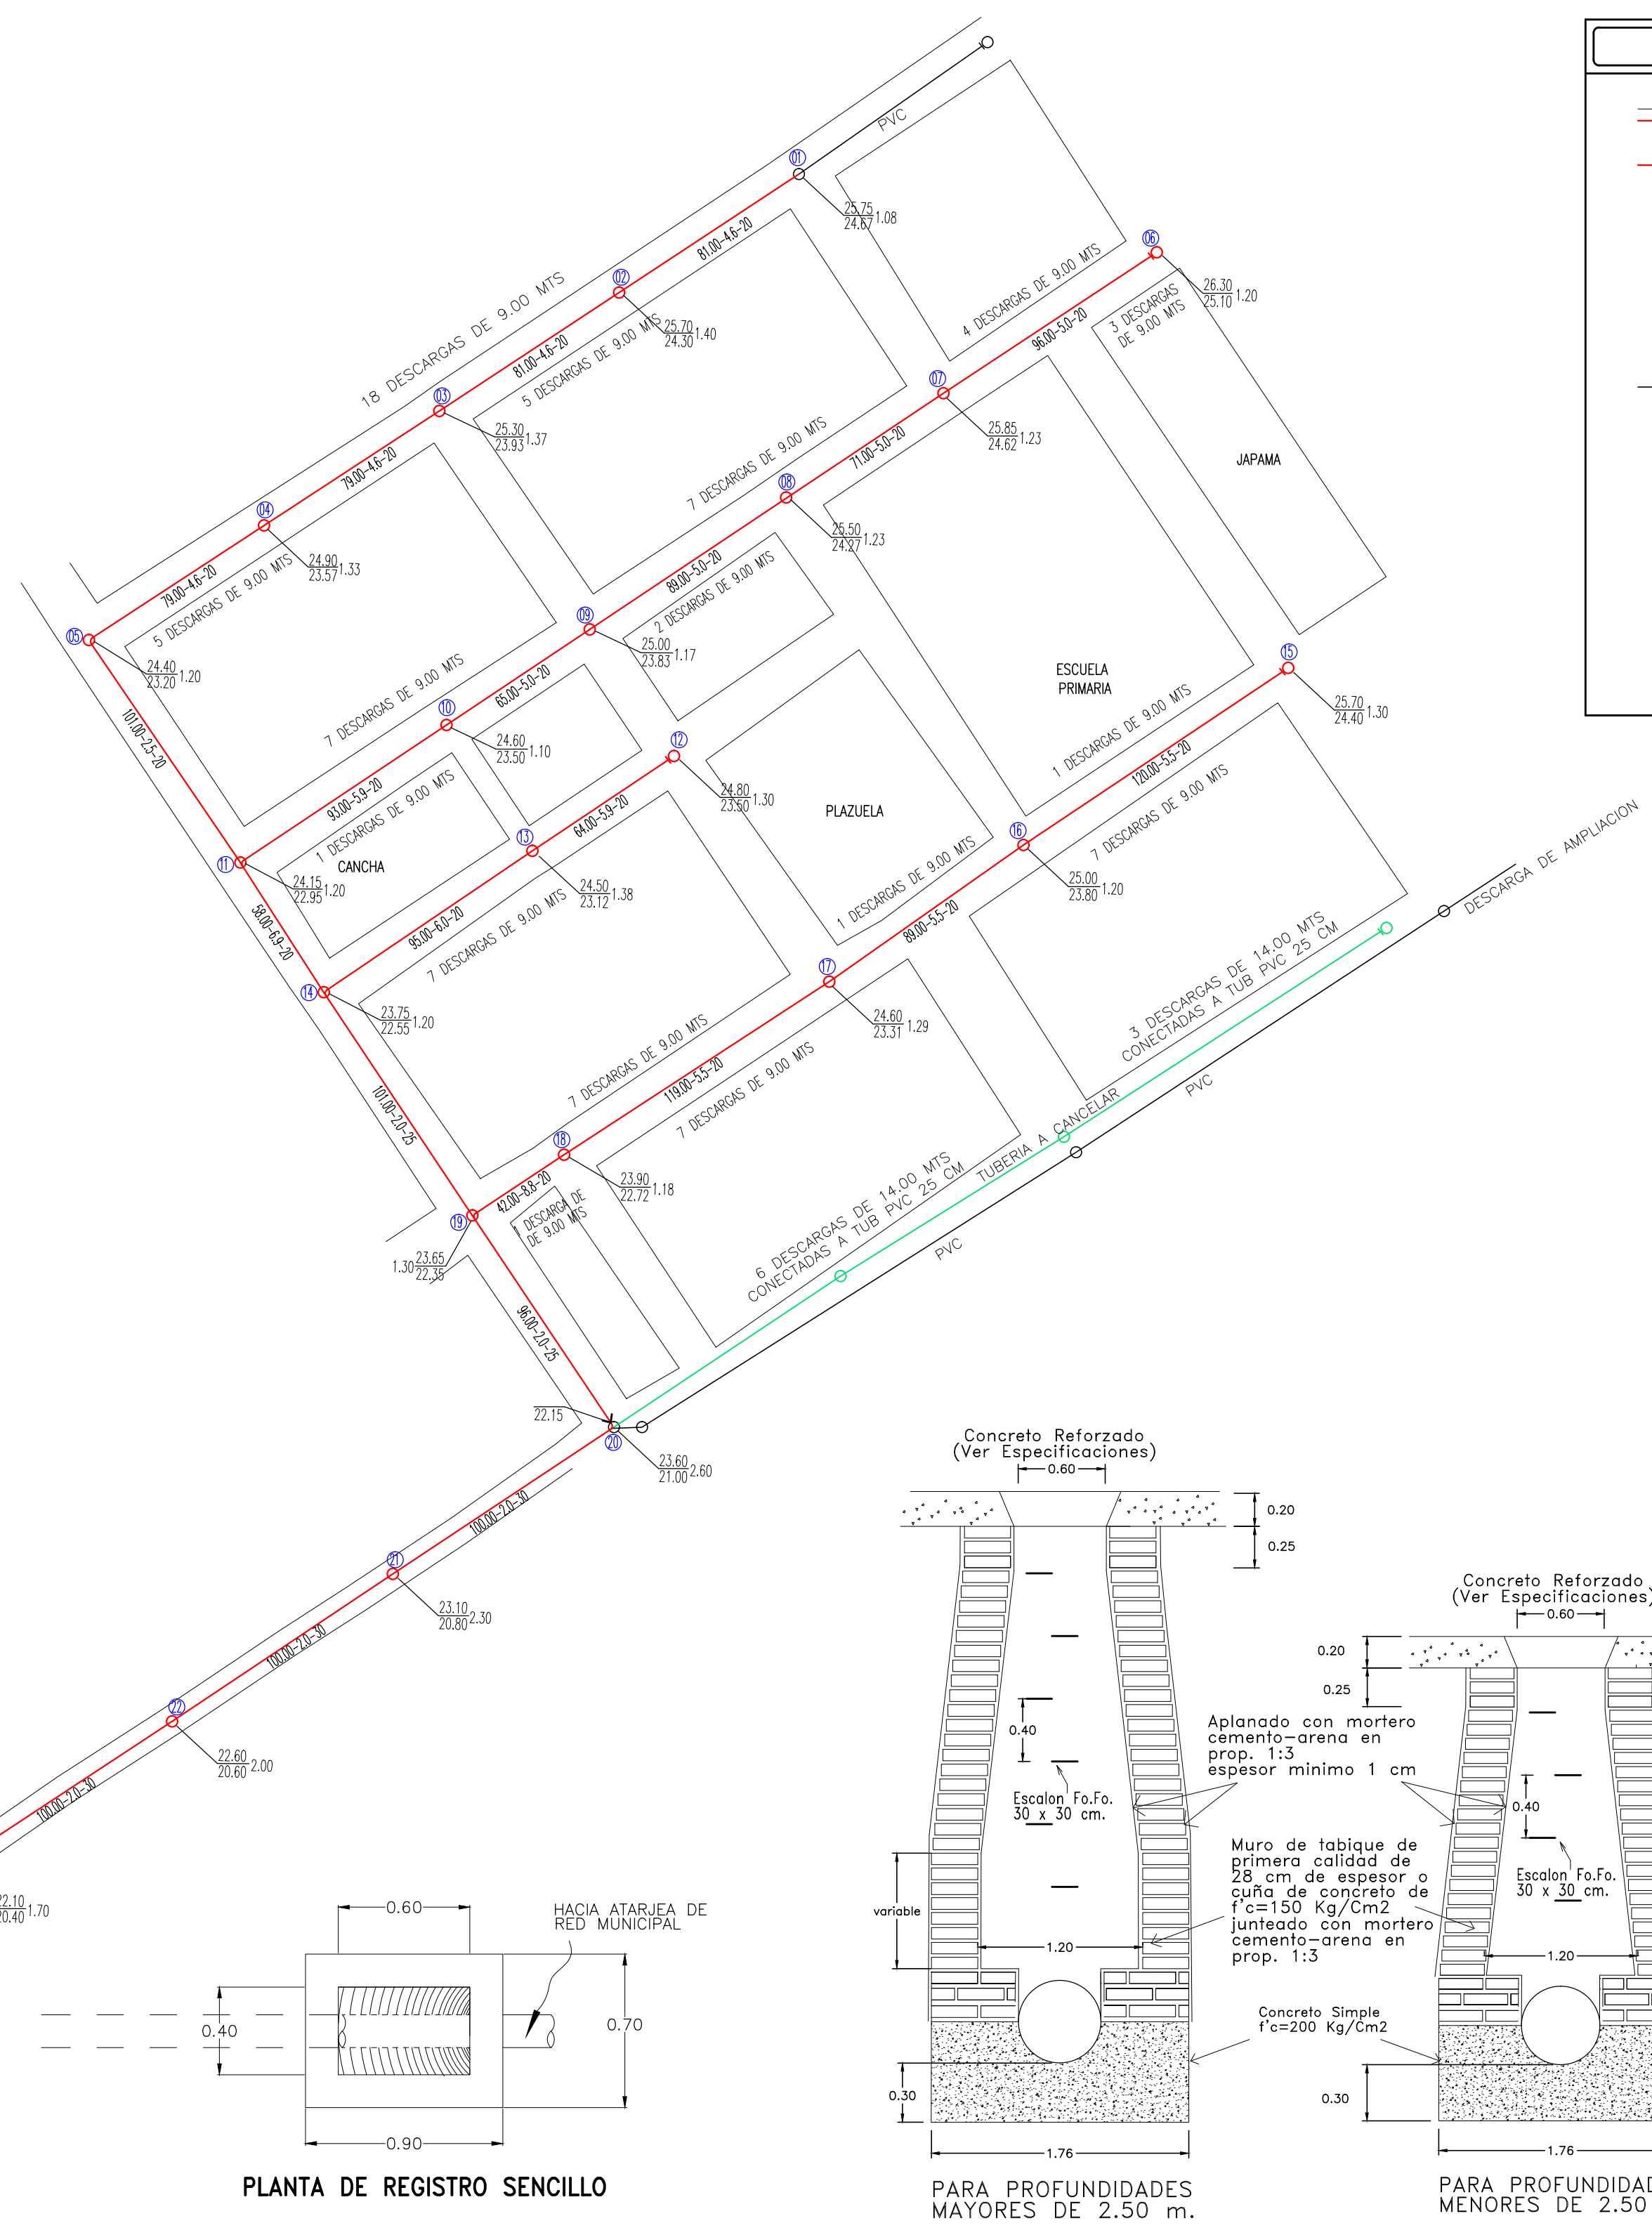 PVC
01
25.75
24.67 1.08
81.00-4.6-20
02
25.70
24.30 1.40
18 DESCARGAS DE 9.00 MTS
81.00-4.6-20
5 DESCARGAS DE 9.00 MTS
03
25.30
23.93 1.37
79.00-4.6-20
04
24.90
23.57 1.33
79.00-4.6-20
5 DESCARGAS DE 9.00 MTS
05
24.40
23.20 1.20
4 DESCARGAS DE 9.00 MTS
06
26.30
25.10 1.20
3 DESCARGAS
DE 9.00 MTS
96.00-5.0-20
07
25.85
24.62 1.23
JAPAMA
7 DESCARGAS DE 9.00 MTS
71.00-5.0-20
08
25.50
24.27 1.23
89.00-5.0-20
2 DESCARGAS DE 9.00 MTS
09
25.00
23.83 1.17
7 DESCARGAS DE 9.00 MTS
65.00-5.0-20
10
24.60
23.50 1.10
101.00-2.5-20
93.00-5.9-20
1 DESCARGAS DE 9.00 MTS
CANCHA
11
24.15
22.95 1.20
12
24.80
23.50 1.30
64.00-5.9-20
13
24.50
23.12 1.38
PLAZUELA
ESCUELA
PRIMARIA
1 DESCARGAS DE 9.00 MTS
15
25.70
24.40 1.30
120.00-5.5-20
7 DESCARGAS DE 9.00 MTS
16
25.00
23.80 1.20
1 DESCARGAS DE 9.00 MTS
89.00-5.5-20
58.00-6.9-20
95.00-6.0-20
7 DESCARGAS DE 9.00 MTS
14
23.75
22.55 1.20
17
24.60
23.31 1.29
DESCARGA DE AMPLIACION
3 DESCARGAS DE 14.00 MTS
CONECTADAS A TUB PVC 25 CM
PVC
TUBERIA A CANCELAR
7 DESCARGAS DE 9.00 MTS
119.00-5.5-20
7 DESCARGAS DE 9.00 MTS
101.00-2.0-25
18
23.90
22.72 1.18
42.00-8.8-20
1 DESCARGA DE
DE 9.00 MTS
19
1.30 23.65
22.35
6 DESCARGAS DE 14.00 MTS
CONECTADAS A TUB PVC 25 CM
PVC
96.00-2.0-25
22.15
20
23.60
21.00 2.60
100.00-2.0-30
21
23.10
20.80 2.30
100.00-2.0-30
22
22.60
20.60 2.00
100.00-2.0-30
22.10
20.40 1.70
0.60
HACIA ATARJEA DE
RED MUNICIPAL
0.40
0.70
0.90
PLANTA DE REGISTRO SENCILLO
Concreto Reforzado
(Ver Especificaciones)
0.60
0.20
0.25
0.40
Escalon Fo.Fo.
30 x 30 cm.
variable
1.20
0.30
1.76
PARA PROFUNDIDADES
MAYORES DE 2.50 m.
Aplanado con mortero
cemento-arena en
prop. 1:3
espesor minimo 1 cm
Muro de tabique de
primera calidad de
28 cm de espesor o
cuña de concreto de
f'c=150 Kg/Cm2
junteado con mortero
cemento-arena en
prop. 1:3
Concreto Simple
f'c=200 Kg/Cm2
Concreto Reforzado
(Ver Especificaciones)
0.60
0.20
0.25
0.40
Escalon Fo.Fo.
30 x 30 cm.
1.20
0.30
1.76
PARA PROFUNDIDA
MENORES DE 2.50